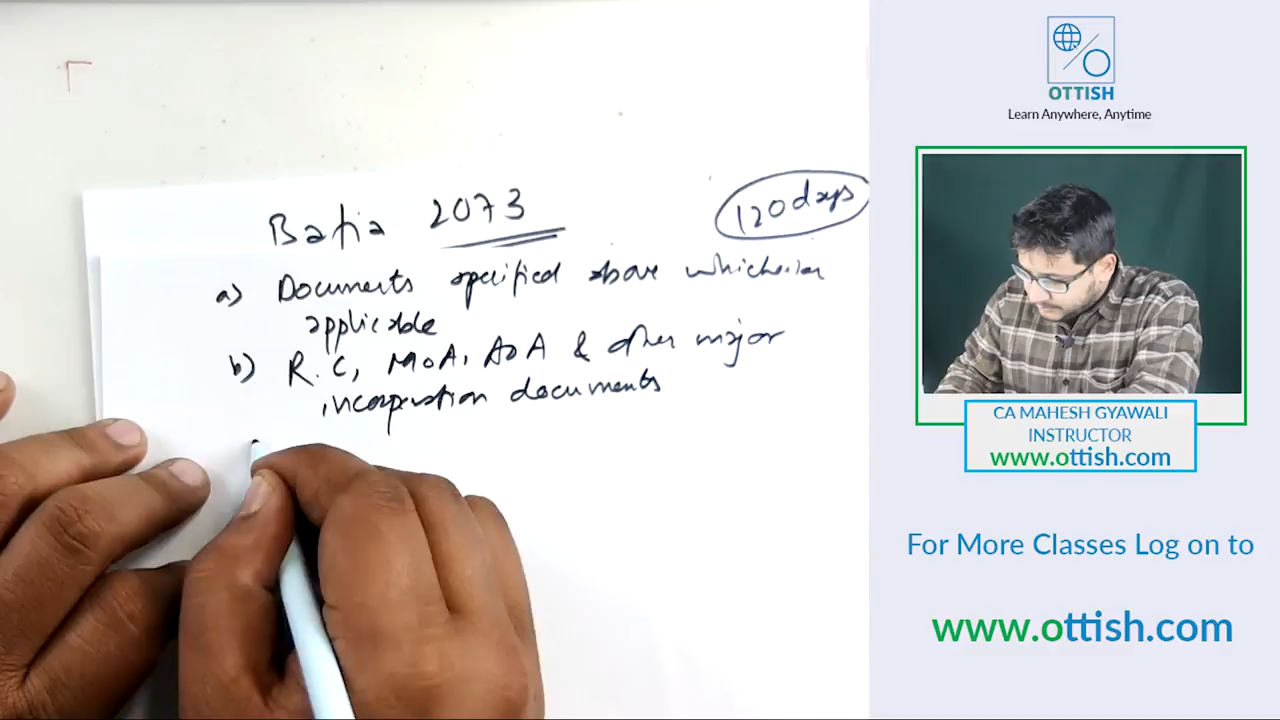 OTTISH
Learn Anywhere, Anytime
Bafia 2073
120 days
a) Documents specified above whichever
applicable
b) R.C, MOA, AOA & other major
incorporation documents
CA MAHESH GYAWALI
INSTRUCTOR
www.ottish.com
For More Classes Log on to
www.ottish.com